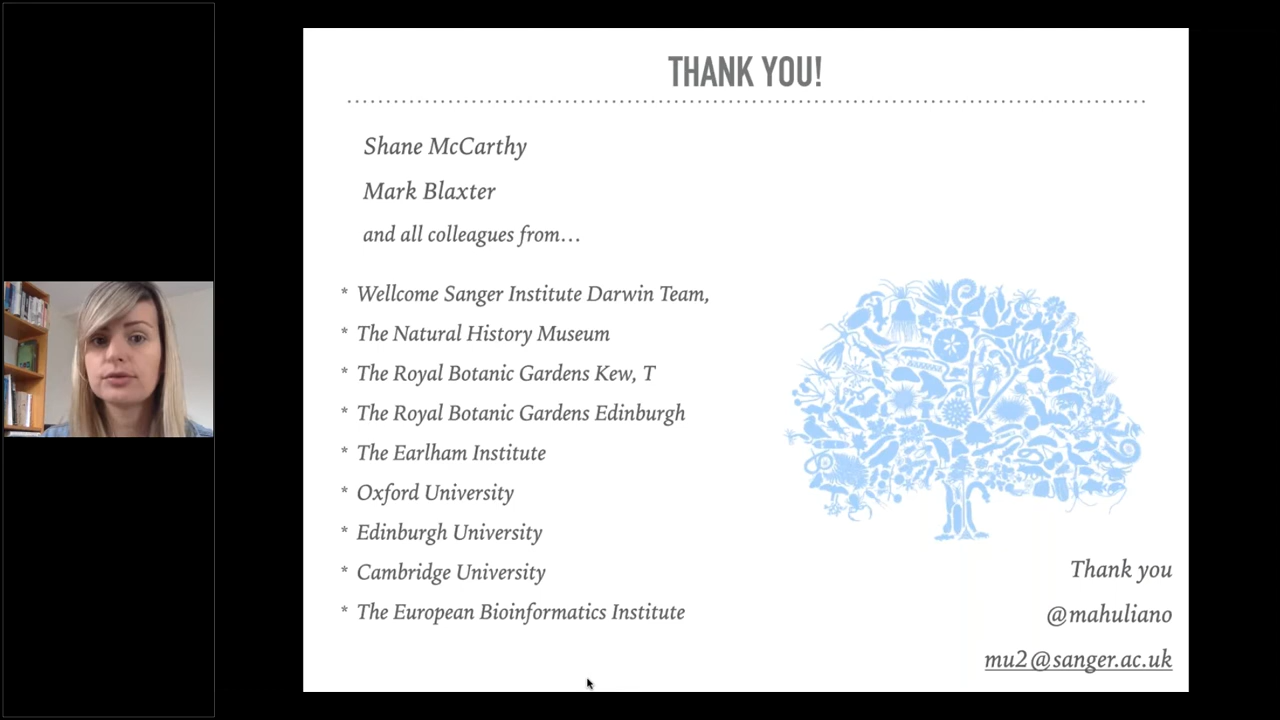 THANK YOU!
Shane McCarthy
Mark Blaxter
and all colleagues from…
* Wellcome Sanger Institute Darwin Team,
* The Natural History Museum
* The Royal Botanic Gardens Kew, T
* The Royal Botanic Gardens Edinburgh
* The Earlham Institute
* Oxford University
* Edinburgh University
* Cambridge University
* The European Bioinformatics Institute
Thank you
@mahuliano
mu2@sanger.ac.uk